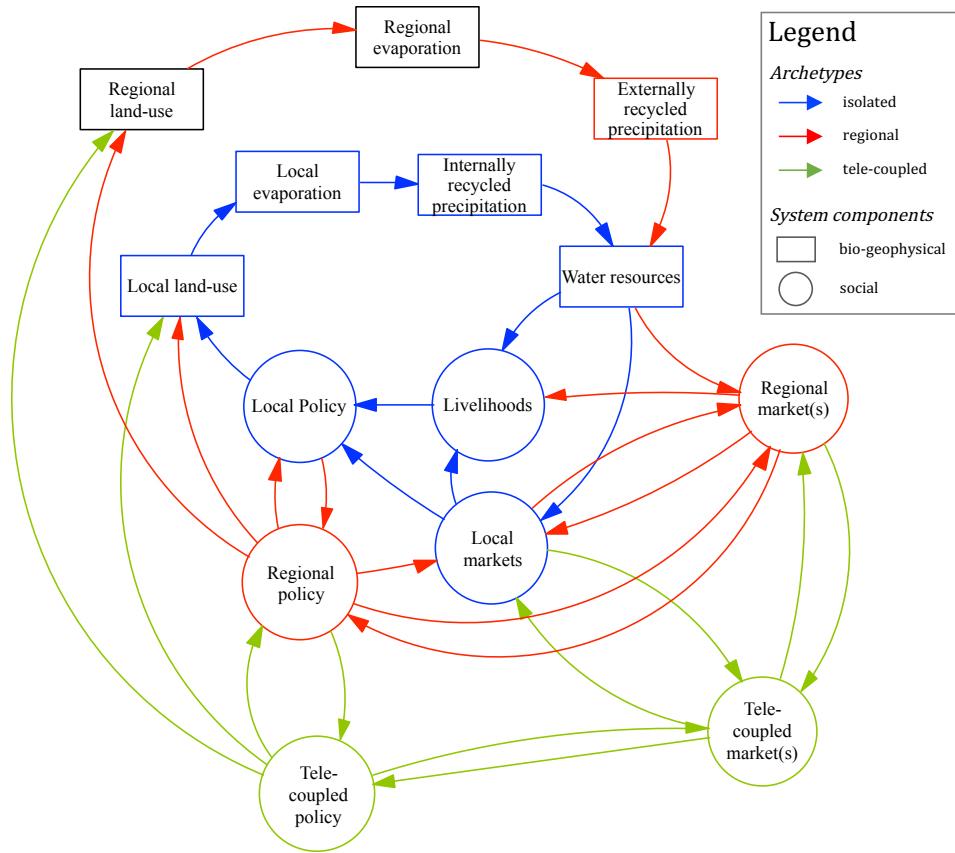 Regional
evaporation
Regional
land-use
Externally
recycled
precipitation
Local
evaporation
Internally
recycled
precipitation
Local land-use
Water resources
Local Policy
Livelihoods
Regional
market(s)
Local
markets
Regional
policy
Tele-
coupled
market(s)
Tele-
coupled
policy
Legend
Archetypes
isolated
regional
tele-coupled
System components
bio-geophysical
social